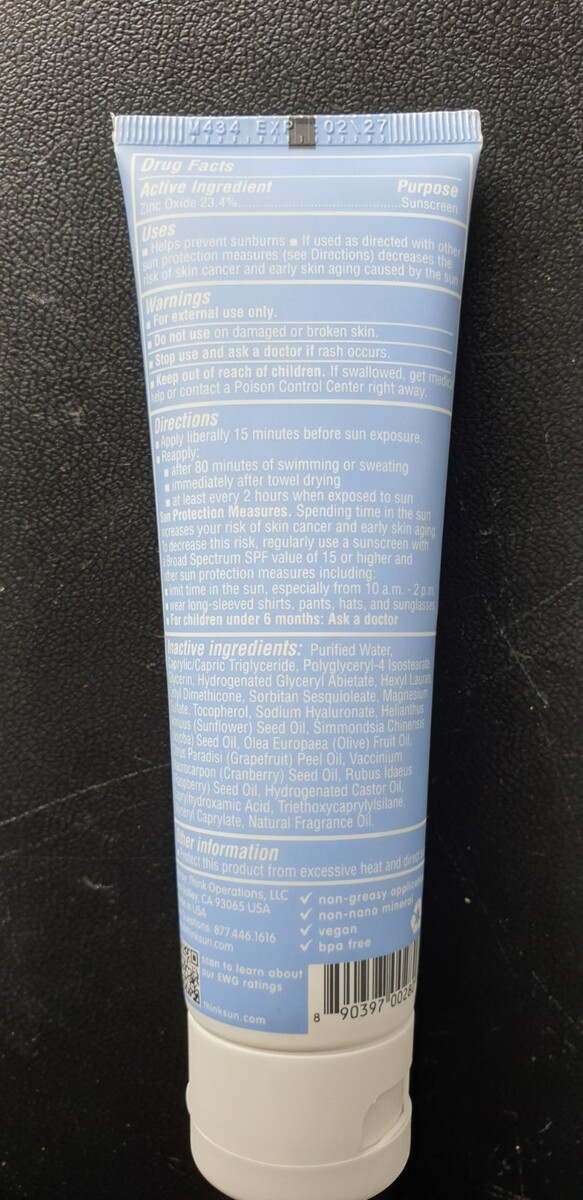 M434 EXP 02\27
Drug Facts
Active Ingredient Purpose
Zinc Oxide 23.4%..............................Sunscreen
Uses
▪ Helps prevent sunburns ▪ If used as directed with other
sun protection measures (see Directions) decreases the
risk of skin cancer and early skin aging caused by the sun
Warnings
▪ For external use only.
▪ Do not use on damaged or broken skin.
▪ Stop use and ask a doctor if rash occurs.
▪ Keep out of reach of children. If swallowed, get medic
help or contact a Poison Control Center right away.
Directions
▪ Apply liberally 15 minutes before sun exposure.
▪ Reapply:
▪ after 80 minutes of swimming or sweating
▪ immediately after towel drying
▪ at least every 2 hours when exposed to sun
Sun Protection Measures. Spending time in the sun
increases your risk of skin cancer and early skin aging
To decrease this risk, regularly use a sunscreen with
a Broad Spectrum SPF value of 15 or higher and
other sun protection measures including:
▪ limit time in the sun, especially from 10 a.m. - 2 p.m
▪ wear long-sleeved shirts, pants, hats, and sunglasses
▪ For children under 6 months: Ask a doctor
Inactive ingredients: Purified Water,
Caprylic/Capric Triglyceride, Polyglyceryl-4 Isostearate
Glycerin, Hydrogenated Glyceryl Abietate, Hexyl Laurate
Dimethicone, Sorbitan Sesquioleate, Magnesium
Tocopherol, Sodium Hyaluronate, Helianthus
(Sunflower) Seed Oil, Simmondsia Chinensis
Seed Oil, Olea Europaea (Olive) Fruit Oil,
Paradisi (Grapefruit) Peel Oil, Vaccinium
(Cranberry) Seed Oil, Rubus Idaeus
Seed Oil, Hydrogenated Castor Oil,
Acid, Triethoxycaprylylsilane,
Caprylate, Natural Fragrance Oil.
Other information
Protect this product from excessive heat and direct
Think Operations, LLC
CA 93065 USA
USA
877.446.1616
thinksun.com
✓ non-greasy applicat
✓ non-nano mineral
✓ vegan
✓ bpa free
scan to learn about
our EWG ratings
thinksun.com
8 90397 0028